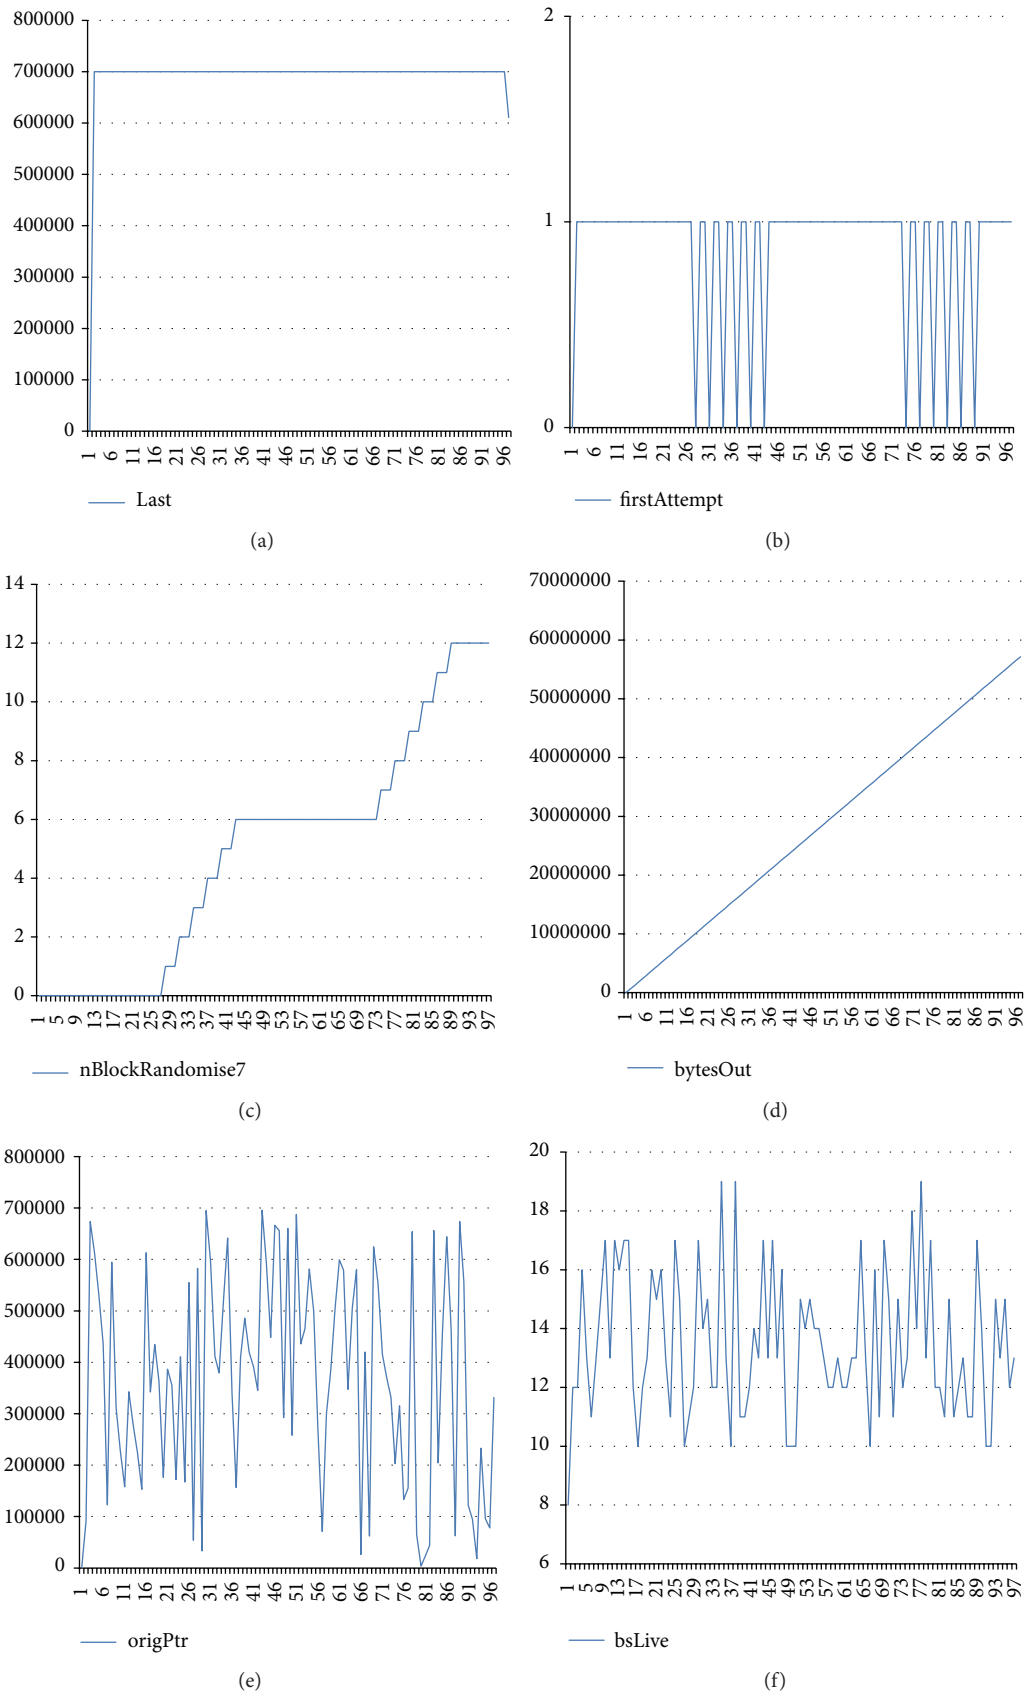 800000
700000
600000
500000
400000
300000
200000
100000
0
1 6 11 16 21 26 31 36 41 46 51 56 61 66 71 76 81 86 91 96
Last
(a)
2
1
0
1 6 11 16 21 26 31 36 41 46 51 56 61 66 71 76 81 86 91 96
firstAttempt
(b)
14
12
10
8
6
4
2
0
1 5 9 13 17 21 25 29 33 37 41 45 49 53 57 61 65 69 73 77 81 85 89 93 97
nBlockRandomise7
(c)
70000000
60000000
50000000
40000000
30000000
20000000
10000000
0
1 6 11 16 21 26 31 36 41 46 51 56 61 66 71 76 81 86 91 96
bytesOut
(d)
800000
700000
600000
500000
400000
300000
200000
100000
0
1 6 11 16 21 26 31 36 41 46 51 56 61 66 71 76 81 86 91 96
origPtr
(e)
20
18
16
14
12
10
8
6
1 5 9 13 17 21 25 29 33 37 41 45 49 53 57 61 65 69 73 77 81 85 89 93 97
bsLive
(f)